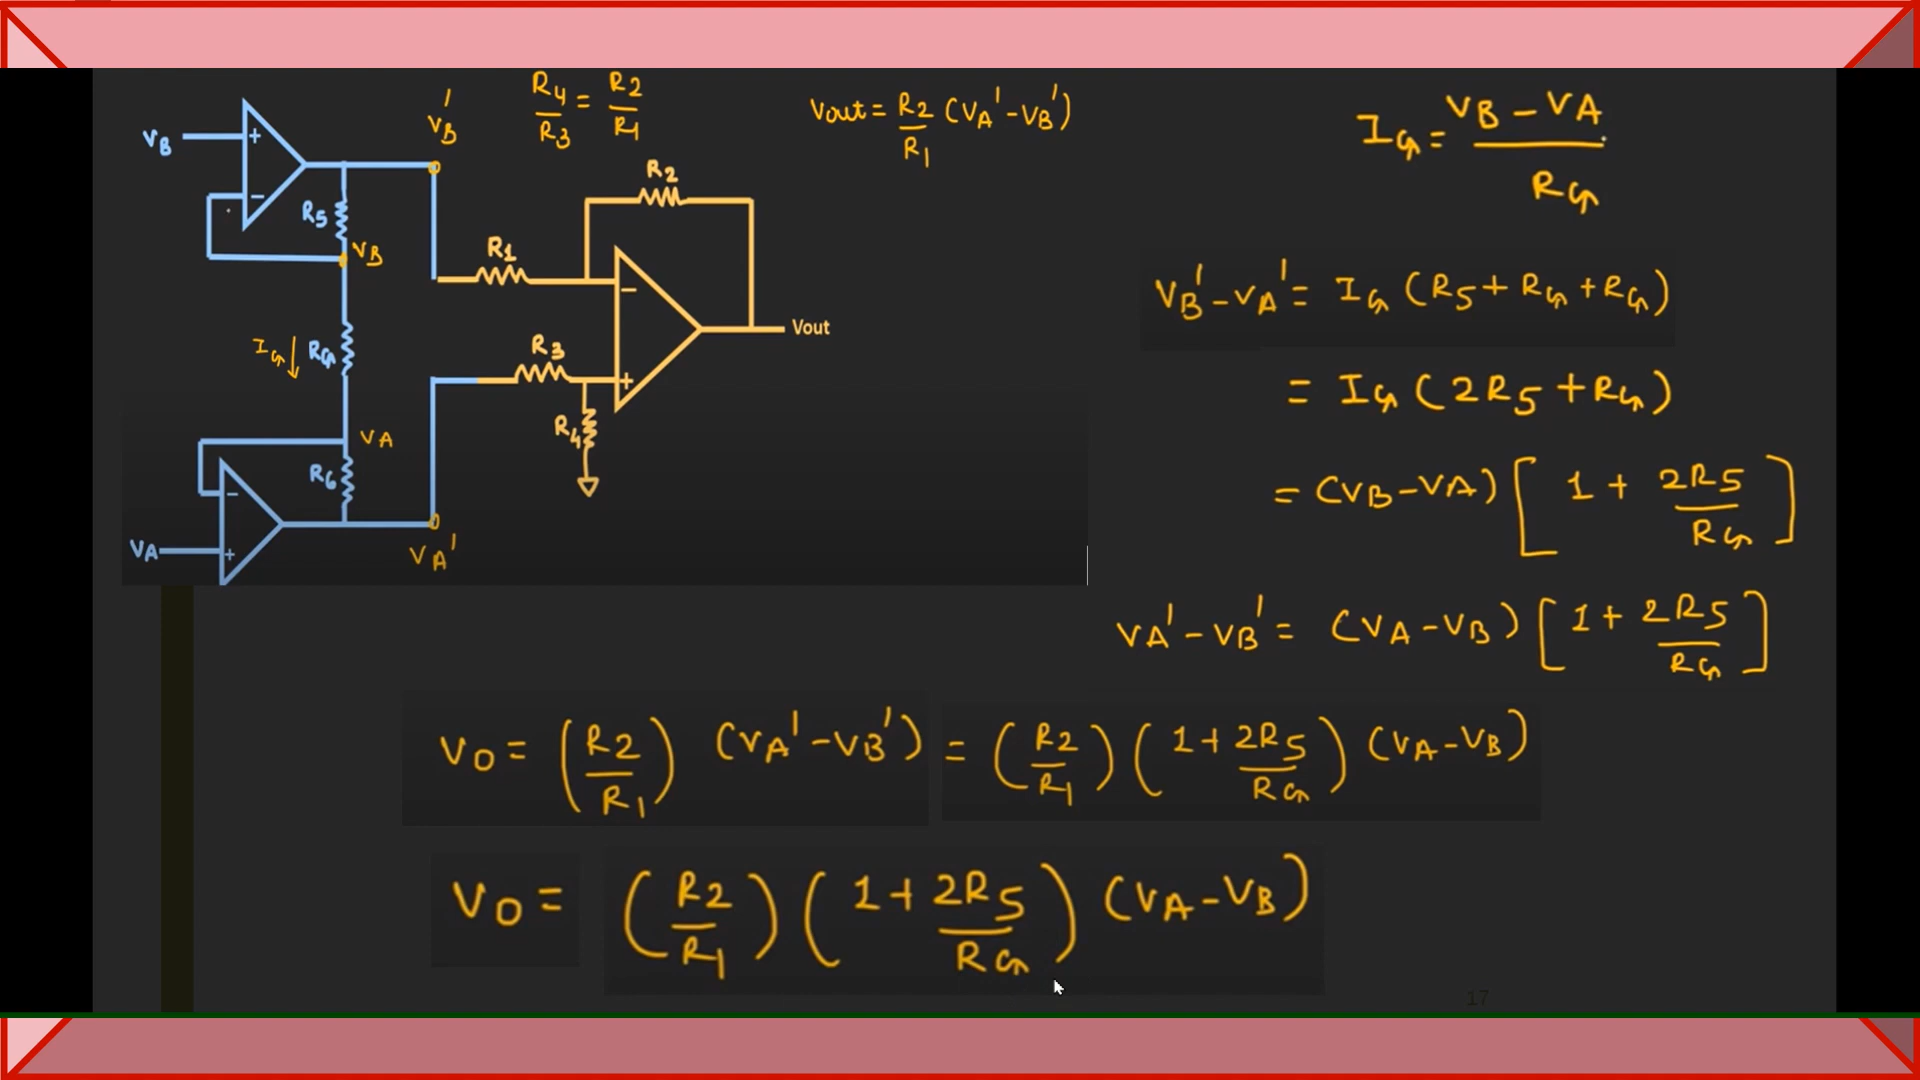 R4/R3 = R2/R1
Vout = R2/R1 (VA' - VB')
IG = (VB - VA)/RG
VB
+
-
R5
VB'
VB
IG↓ RG
VA
R6
-
+
VA
VA'
R1
R2
-
+
R3
R4
Vout
VB' - VA' = IG (R5 + RG + RG)
= IG (2R5 + RG)
= (VB - VA) [1 + 2R5/RG]
VA' - VB' = (VA - VB) [1 + 2R5/RG]
VO = (R2/R1) (VA' - VB') = (R2/R1) (1 + 2R5/RG) (VA - VB)
VO = (R2/R1) (1 + 2R5/RG) (VA - VB)
17